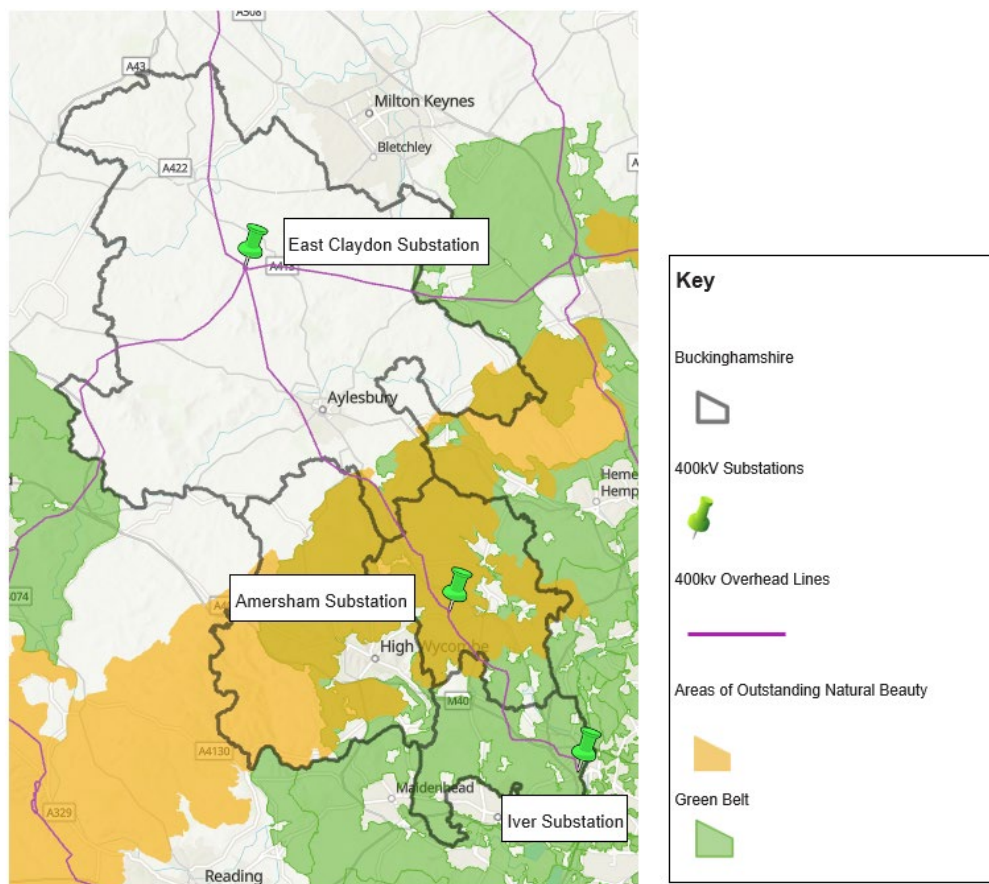 A508
A43
Milton Keynes
Bletchley
A422
East Claydon Substation
A413
Aylesbury
Heme
Hemp
Amersham Substation
High Wycombe
M40
A4130
Maidenhead
A329
Iver Substation
Reading
Key
Buckinghamshire
400kV Substations
400kv Overhead Lines
Areas of Outstanding Natural Beauty
Green Belt